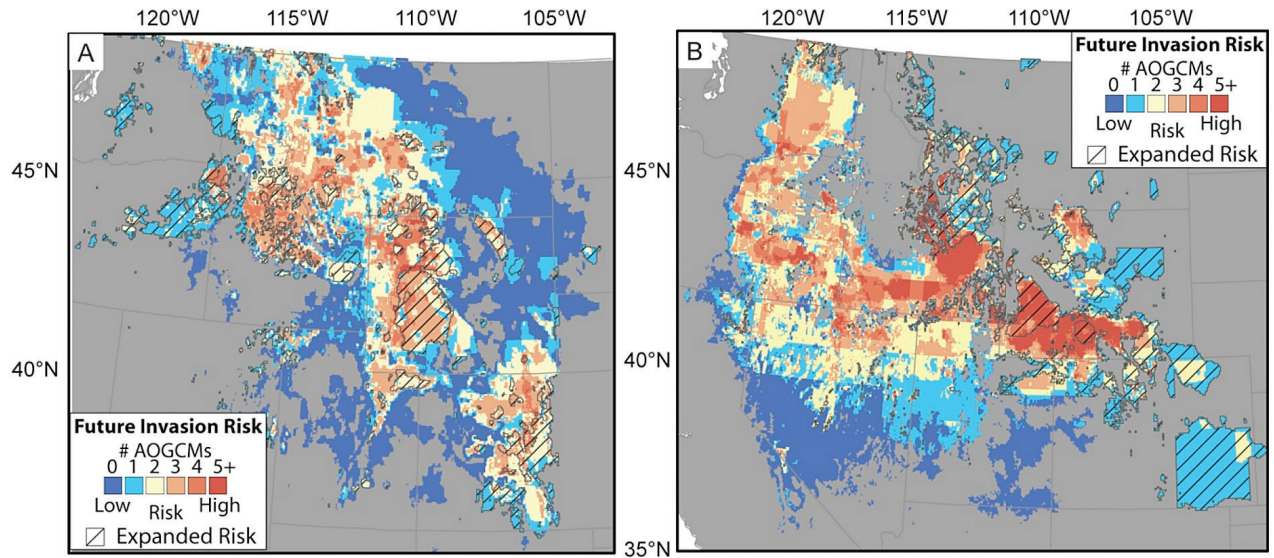 120°W 115°W 110°W 105°W
120°W 115°W 110°W 105°W
A
B
Future Invasion Risk
# AOGCMs
0 1 2 3 4 5+
Low Risk High
Expanded Risk
45°N
45°N
40°N
40°N
Future Invasion Risk
# AOGCMs
0 1 2 3 4 5+
Low Risk High
Expanded Risk
35°N